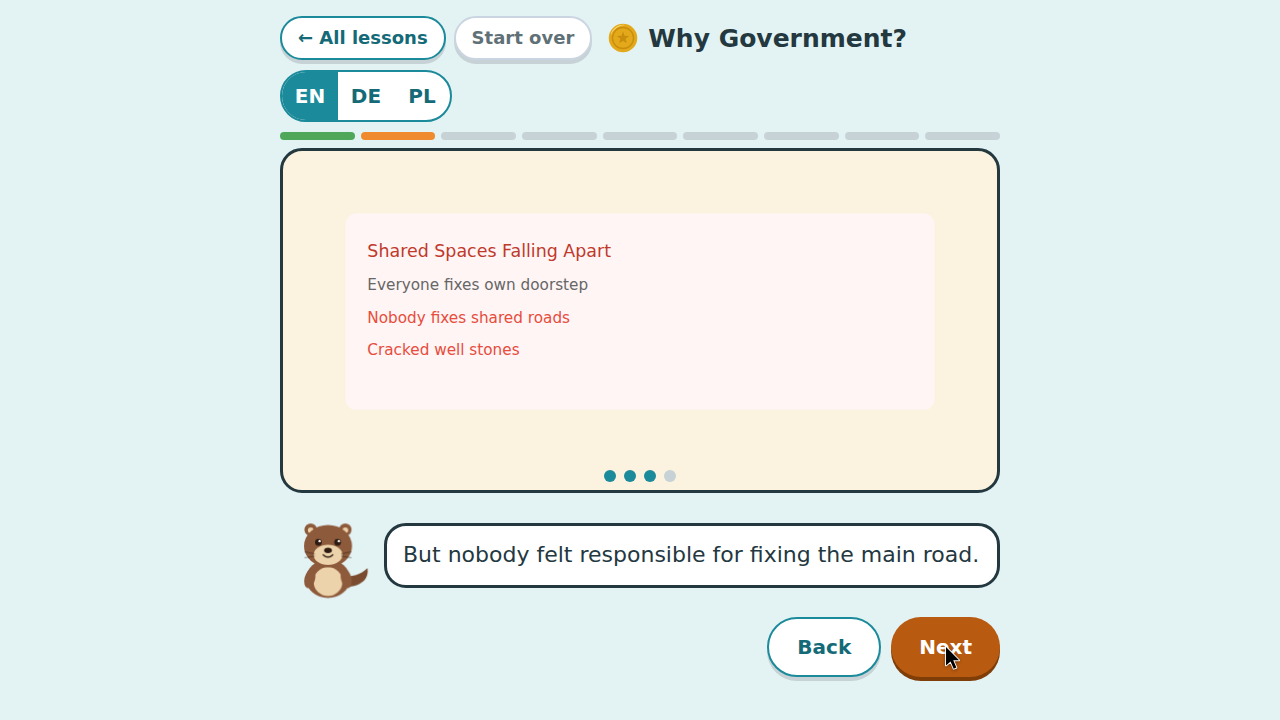 ← All lessons
Start over
Why Government?
EN
DE
PL
Shared Spaces Falling Apart
Everyone fixes own doorstep
Nobody fixes shared roads
Cracked well stones
But nobody felt responsible for fixing the main road.
Back
Next